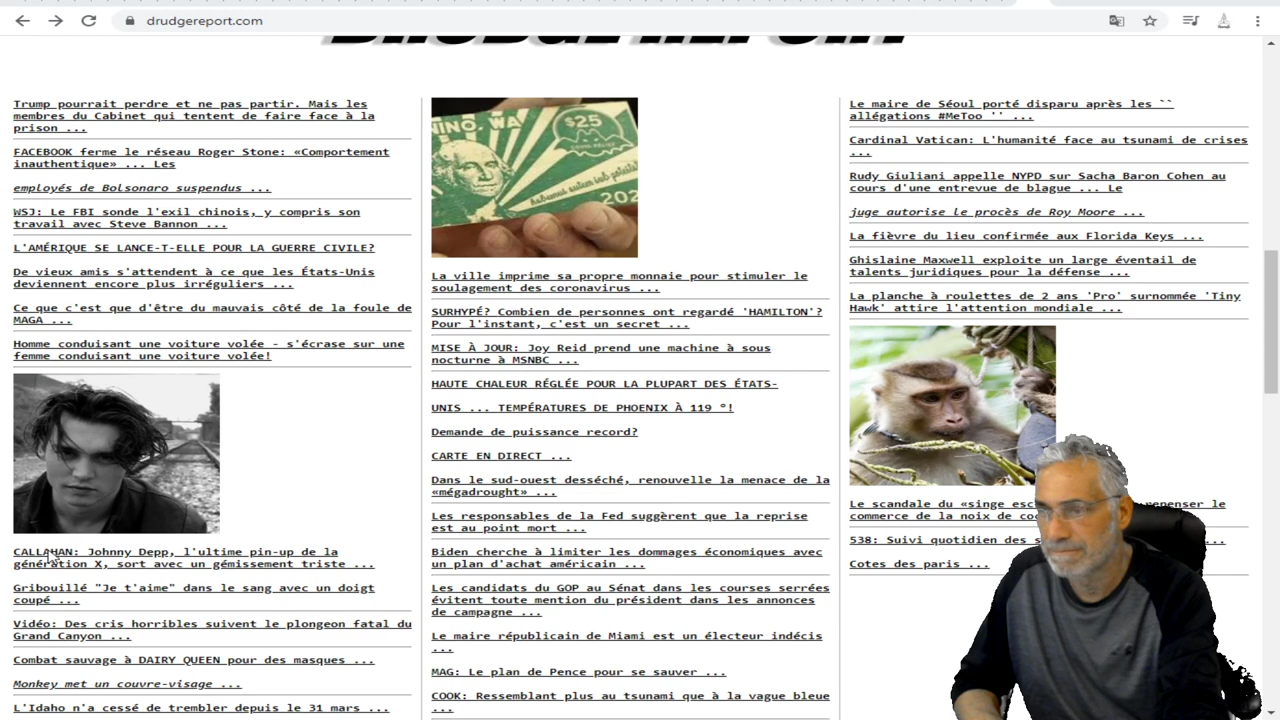 drudgereport.com
Trump pourrait perdre et ne pas partir. Mais les
membres du Cabinet qui tentent de faire face à la
prison ...
FACEBOOK ferme le réseau Roger Stone: «Comportement
inauthentique» ... Les
employés de Bolsonaro suspendus ...
WSJ: Le FBI sonde l'exil chinois, y compris son
travail avec Steve Bannon ...
L'AMÉRIQUE SE LANCE-T-ELLE POUR LA GUERRE CIVILE?
De vieux amis s'attendent à ce que les États-Unis
deviennent encore plus irréguliers ...
Ce que c'est que d'être du mauvais côté de la foule de
MAGA ...
Homme conduisant une voiture volée - s'écrase sur une
femme conduisant une voiture volée!
CALLAHAN: Johnny Depp, l'ultime pin-up de la
génération X, sort avec un gémissement triste ...
Gribouillé "Je t'aime" dans le sang avec un doigt
coupé ...
Vidéo: Des cris horribles suivent le plongeon fatal du
Grand Canyon ...
Combat sauvage à DAIRY QUEEN pour des masques ...
Monkey met un couvre-visage ...
L'Idaho n'a cessé de trembler depuis le 31 mars ...
NINO, WA
$25
habemus autem sub potestate
202
La ville imprime sa propre monnaie pour stimuler le
soulagement des coronavirus ...
SURHYPÉ? Combien de personnes ont regardé 'HAMILTON'?
Pour l'instant, c'est un secret ...
MISE À JOUR: Joy Reid prend une machine à sous
nocturne à MSNBC ...
HAUTE CHALEUR RÉGLÉE POUR LA PLUPART DES ÉTATS-
UNIS ... TEMPÉRATURES DE PHOENIX À 119 °!
Demande de puissance record?
CARTE EN DIRECT ...
Dans le sud-ouest desséché, renouvelle la menace de la
«mégadrought» ...
Les responsables de la Fed suggèrent que la reprise
est au point mort ...
Biden cherche à limiter les dommages économiques avec
un plan d'achat américain ...
Les candidats du GOP au Sénat dans les courses serrées
évitent toute mention du président dans les annonces
de campagne ...
Le maire républicain de Miami est un électeur indécis
...
MAG: Le plan de Pence pour se sauver ...
COOK: Ressemblant plus au tsunami que à la vague bleue
...
Le maire de Séoul porté disparu après les ``
allégations #MeToo '' ...
Cardinal Vatican: L'humanité face au tsunami de crises
...
Rudy Giuliani appelle NYPD sur Sacha Baron Cohen au
cours d'une entrevue de blague ... Le
juge autorise le procès de Roy Moore ...
La fièvre du lieu confirmée aux Florida Keys ...
Ghislaine Maxwell exploite un large éventail de
talents juridiques pour la défense ...
La planche à roulettes de 2 ans 'Pro' surnommée 'Tiny
Hawk' attire l'attention mondiale ...
Le scandale du «singe esc repenser le
commerce de la noix de co
538: Suivi quotidien des s ...
Cotes des paris ...